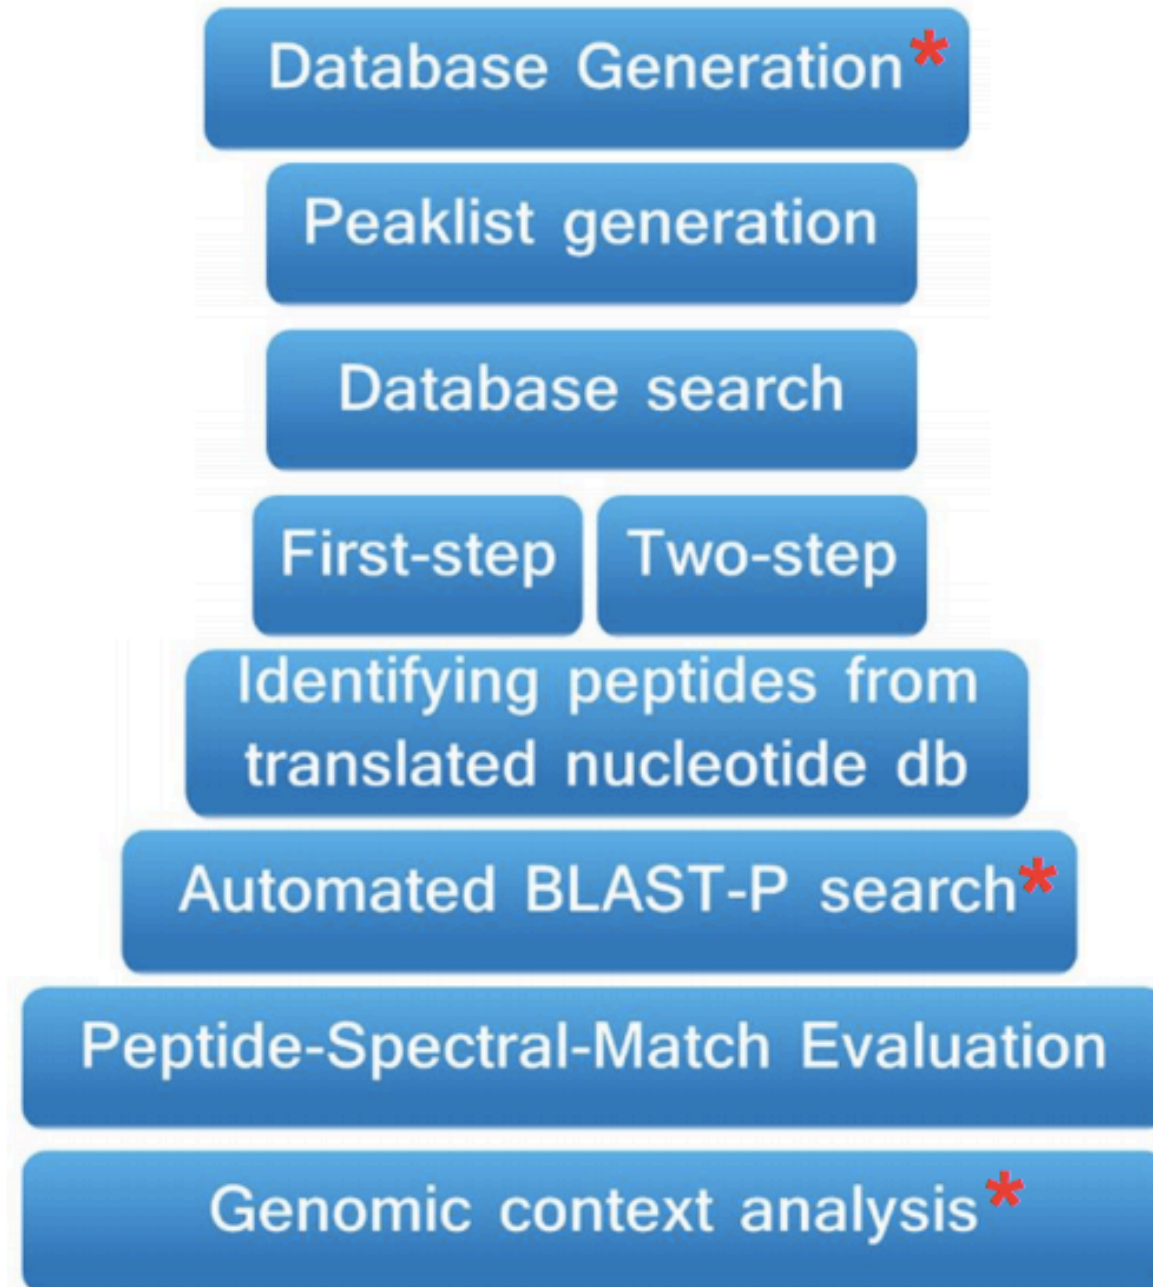 Database Generation*
Peaklist generation
Database search
First-step Two-step
Identifying peptides from
translated nucleotide db
Automated BLAST-P search*
Peptide-Spectral-Match Evaluation
Genomic context analysis*